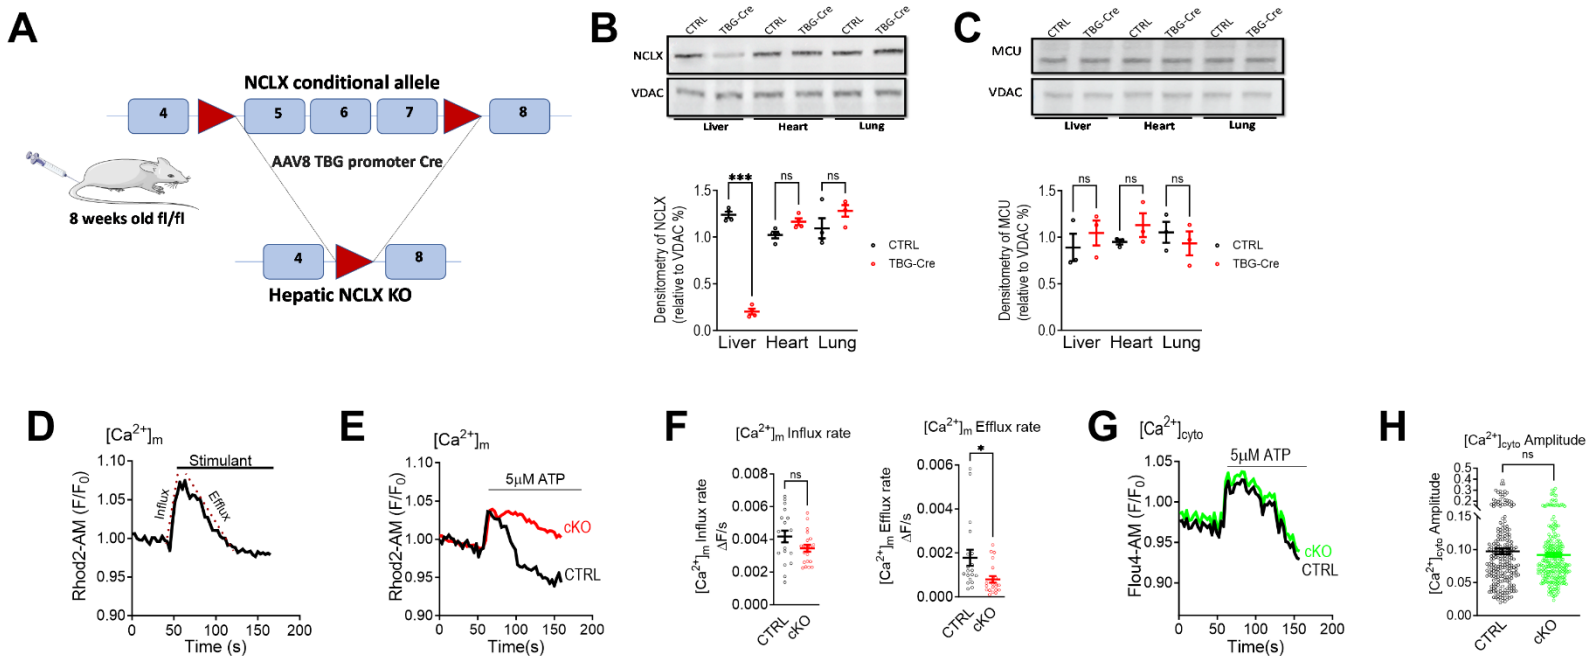 A
NCLX conditional allele
4
5
6
7
8
AAV8 TBG promoter Cre
8 weeks old fl/fl
4
8
Hepatic NCLX KO
B
CTRL
TBG-Cre
CTRL
TBG-Cre
CTRL
TBG-Cre
NCLX
VDAC
Liver
Heart
Lung
Densitometry of NCLX
(relative to VDAC %)
1.5
1.0
0.5
0.0
***
ns
ns
Liver
Heart
Lung
CTRL
TBG-Cre
C
CTRL
TBG-Cre
CTRL
TBG-Cre
CTRL
TBG-Cre
MCU
VDAC
Liver
Heart
Lung
Densitometry of MCU
(relative to VDAC %)
1.5
1.0
0.5
0.0
ns
ns
ns
Liver
Heart
Lung
CTRL
TBG-Cre
D
[Ca²⁺]m
Rhod2-AM (F/F₀)
1.10
1.05
1.00
0.95
0.90
Stimulant
Influx
Efflux
0
50
100
150
200
Time (s)
E
[Ca²⁺]m
Rhod2-AM (F/F₀)
1.10
1.05
1.00
0.95
0.90
5µM ATP
cKO
CTRL
0
50
100
150
200
Time(s)
F
[Ca²⁺]m Influx rate
[Ca²⁺]m Influx rate
ΔF/s
0.008
0.006
0.004
0.002
0.000
ns
CTRL
cKO
[Ca²⁺]m Efflux rate
[Ca²⁺]m Efflux rate
ΔF/s
0.006
0.004
0.002
0.000
*
CTRL
cKO
G
[Ca²⁺]cyto
Flou4-AM (F/F₀)
1.05
1.00
0.95
0.90
5µM ATP
cKO
CTRL
0
50
100
150
200
Time(s)
H
[Ca²⁺]cyto Amplitude
[Ca²⁺]cyto Amplitude
0.5
0.4
0.3
0.2
0.15
0.10
0.05
0.00
ns
CTRL
cKO